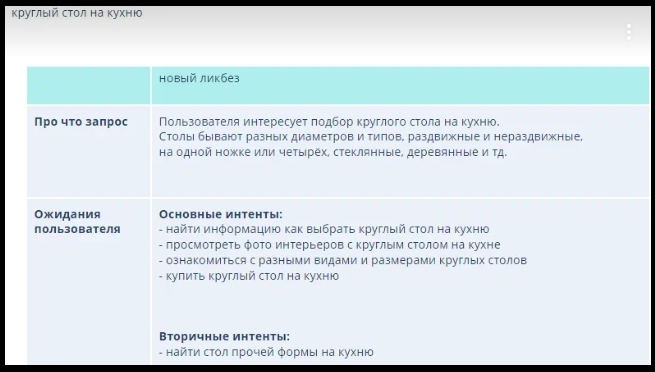 круглый стол на кухню
новый ликбез
Про что запрос
Пользователя интересует подбор круглого стола на кухню.
Столы бывают разных диаметров и типов, раздвижные и нераздвижные,
на одной ножке или четырёх, стеклянные, деревянные и тд.
Ожидания
пользователя
Основные интенты:
- найти информацию как выбрать круглый стол на кухню
- просмотреть фото интерьеров с круглым столом на кухне
- ознакомиться с разными видами и размерами круглых столов
- купить круглый стол на кухню
Вторичные интенты:
- найти стол прочей формы на кухню